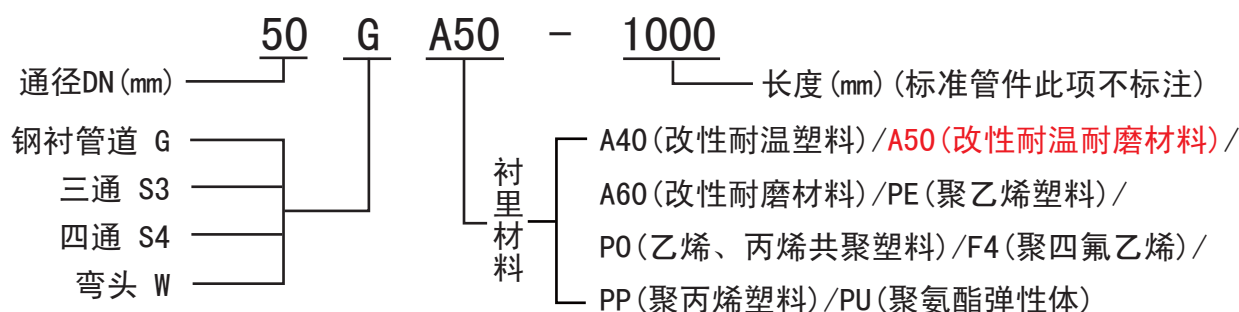 50 G A50 - 1000
通径DN(mm)
长度(mm)(标准管件此项不标注)
钢衬管道 G
三通 S3
四通 S4
弯头 W
衬里材料
A40(改性耐温塑料)/A50(改性耐温耐磨材料)/
A60(改性耐磨材料)/PE(聚乙烯塑料)/
PO(乙烯、丙烯共聚塑料)/F4(聚四氟乙烯)/
PP(聚丙烯塑料)/PU(聚氨酯弹性体)